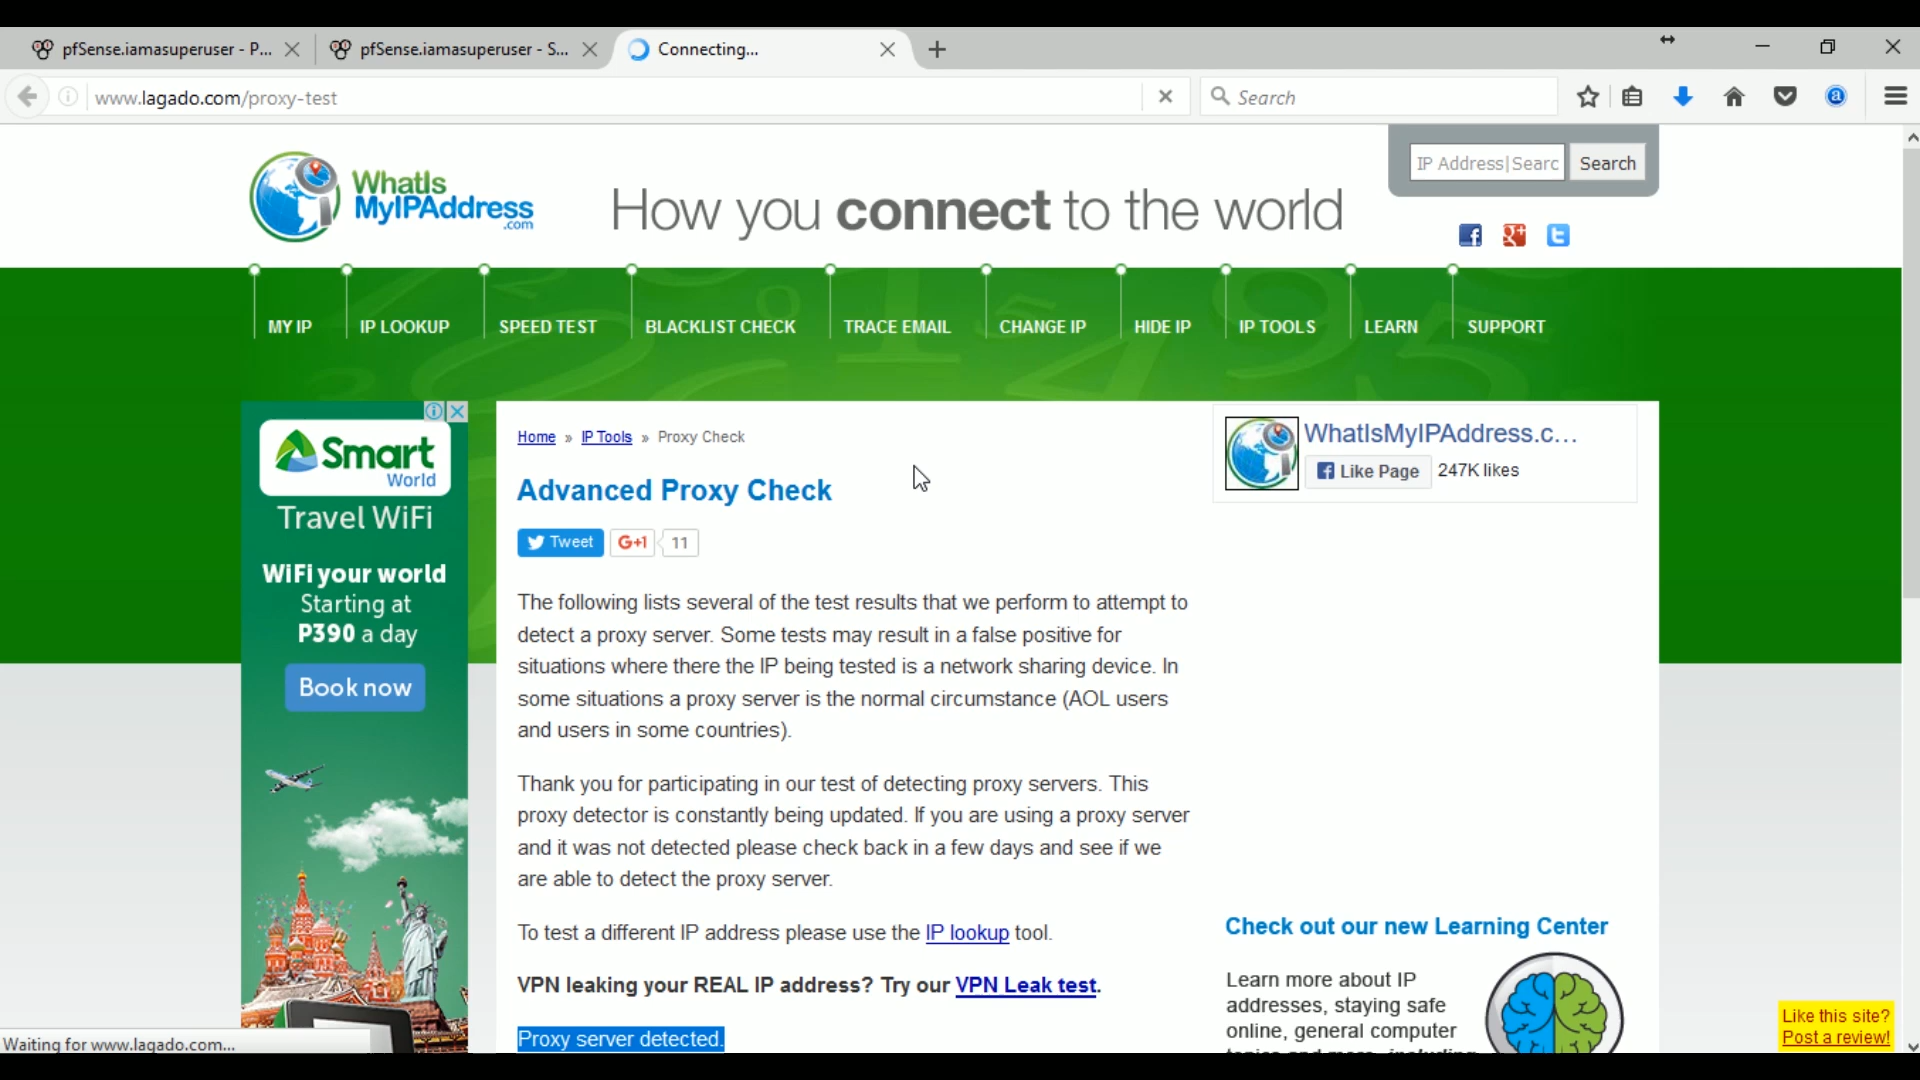 pfSense.iamasuperuser - P...
pfSense.iamasuperuser - S...
Connecting...
www.lagado.com/proxy-test
Search
WhatIs
MyIPAddress
.com
How you connect to the world
IP Address|Searc
Search
MY IP
IP LOOKUP
SPEED TEST
BLACKLIST CHECK
TRACE EMAIL
CHANGE IP
HIDE IP
IP TOOLS
LEARN
SUPPORT
Smart
World
Travel WiFi
WiFi your world
Starting at
P390 a day
Book now
Home » IP Tools » Proxy Check
Advanced Proxy Check
Tweet
G+1
11
The following lists several of the test results that we perform to attempt to
detect a proxy server. Some tests may result in a false positive for
situations where there the IP being tested is a network sharing device. In
some situations a proxy server is the normal circumstance (AOL users
and users in some countries).
Thank you for participating in our test of detecting proxy servers. This
proxy detector is constantly being updated. If you are using a proxy server
and it was not detected please check back in a few days and see if we
are able to detect the proxy server.
To test a different IP address please use the IP lookup tool.
VPN leaking your REAL IP address? Try our VPN Leak test.
Proxy server detected.
WhatIsMyIPAddress.c...
Like Page
247K likes
Check out our new Learning Center
Learn more about IP
addresses, staying safe
online, general computer
topics and more, including
Like this site?
Post a review!
Waiting for www.lagado.com...